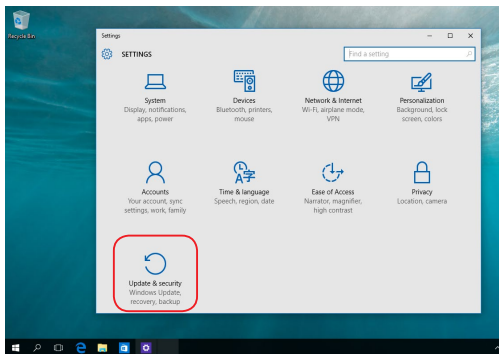 Recycle Bin
Settings
SETTINGS
Find a setting
System
Display, notifications,
apps, power
Devices
Bluetooth, printers,
mouse
Network & Internet
Wi-Fi, airplane mode,
VPN
Personalization
Background, lock
screen, colors
Accounts
Your account, sync
settings, work, family
Time & language
Speech, region, date
Ease of Access
Narrator, magnifier,
high contrast
Privacy
Location, camera
Update & security
Windows Update,
recovery, backup